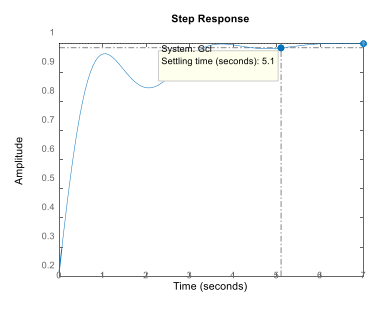 Step Response
1
System: Gcl
Settling time (seconds): 5.1
0.9
0.8
0.7
Amplitude
0.6
0.5
0.4
0.3
0.2
0 1 2 3 4 5 6 7
Time (seconds)